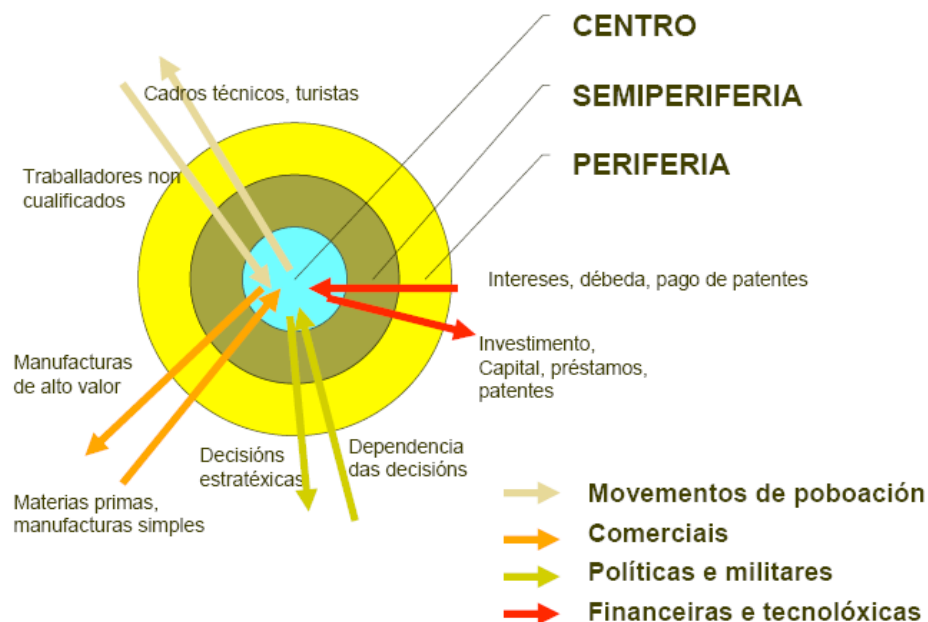 CENTRO
Cadros técnicos, turistas
SEMIPERIFERIA
PERIFERIA
Traballadores non
cualificados
Intereses, débeda, pago de patentes
Investimento,
Capital, préstamos,
patentes
Manufacturas
de alto valor
Decisións
estratéxicas
Dependencia
das decisións
Materias primas,
manufacturas simples
Movementos de poboación
Comerciais
Políticas e militares
Financeiras e tecnolóxicas